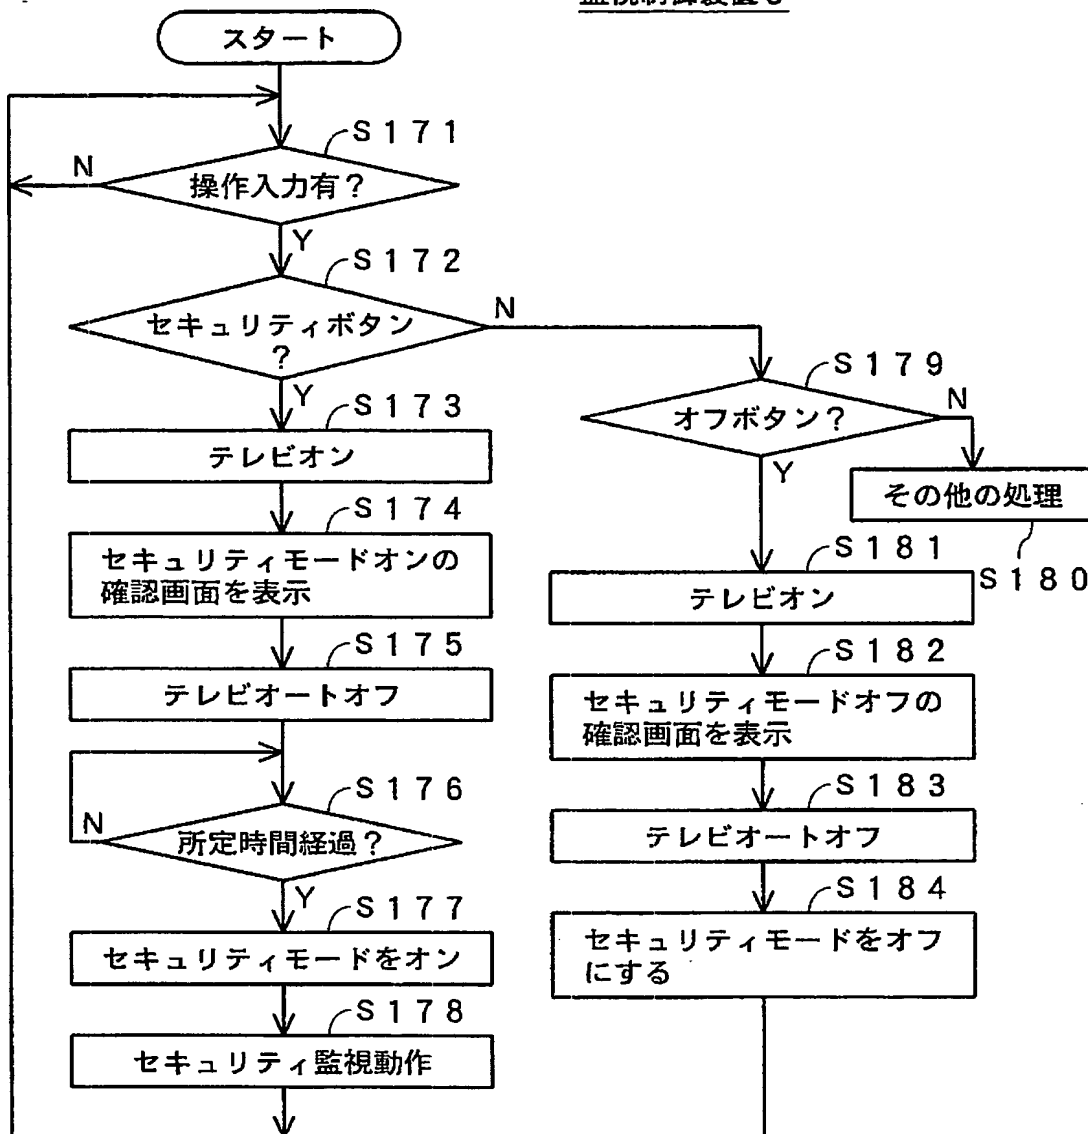 スタート
S171
操作入力有？
N
Y
S172
セキュリティボタン
？
N
Y
S173
テレビオン
S174
セキュリティモードオンの
確認画面を表示
S175
テレビオートオフ
S176
所定時間経過？
N
Y
S177
セキュリティモードをオン
S178
セキュリティ監視動作
S179
オフボタン？
N
Y
その他の処理
S180
S181
テレビオン
S182
セキュリティモードオフの
確認画面を表示
S183
テレビオートオフ
S184
セキュリティモードをオフ
にする